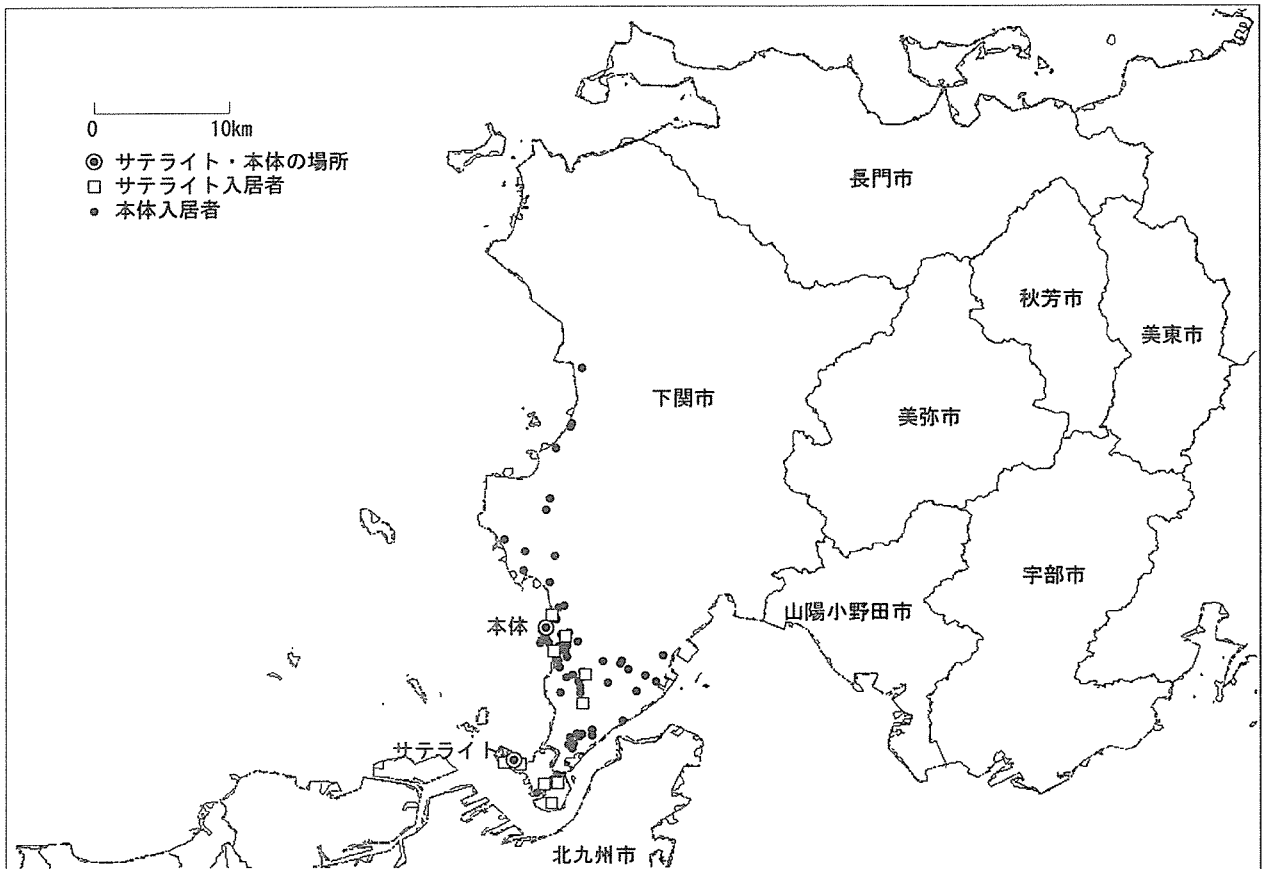 0 10km
サテライト・本体の場所
サテライト入居者
本体入居者
長門市
秋芳市
美東市
下関市
美弥市
宇部市
山陽小野田市
本体
サテライト
北九州市